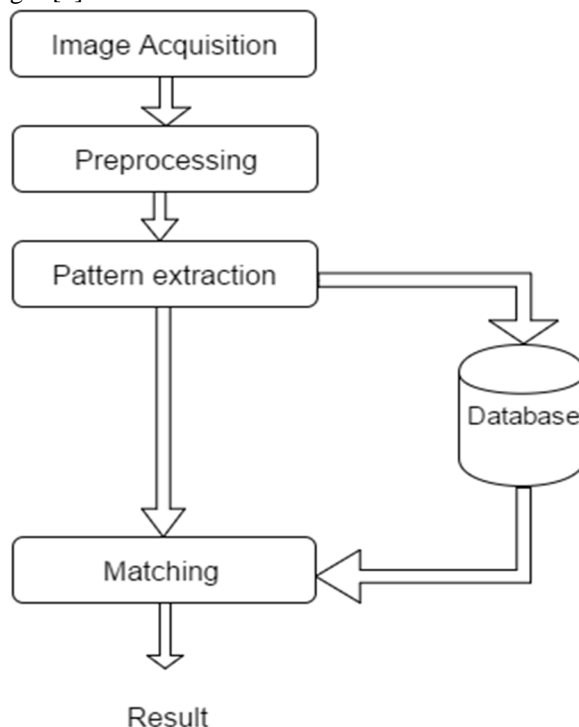 Image Acquisition
Preprocessing
Pattern extraction
Database
Matching
Result